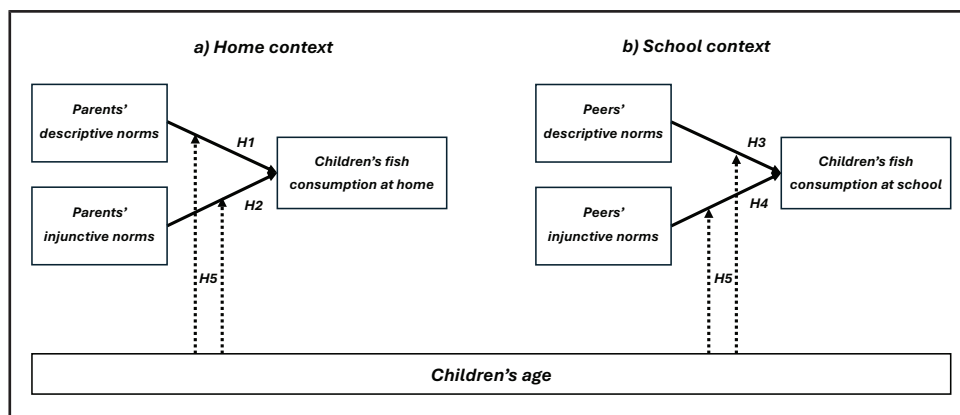 a) Home context
b) School context
Parents’
descriptive norms
H1
Children’s fish
consumption at home
Parents’
injunctive norms
H2
H5
Peers’
descriptive norms
H3
Children’s fish
consumption at school
Peers’
injunctive norms
H4
H5
Children’s age